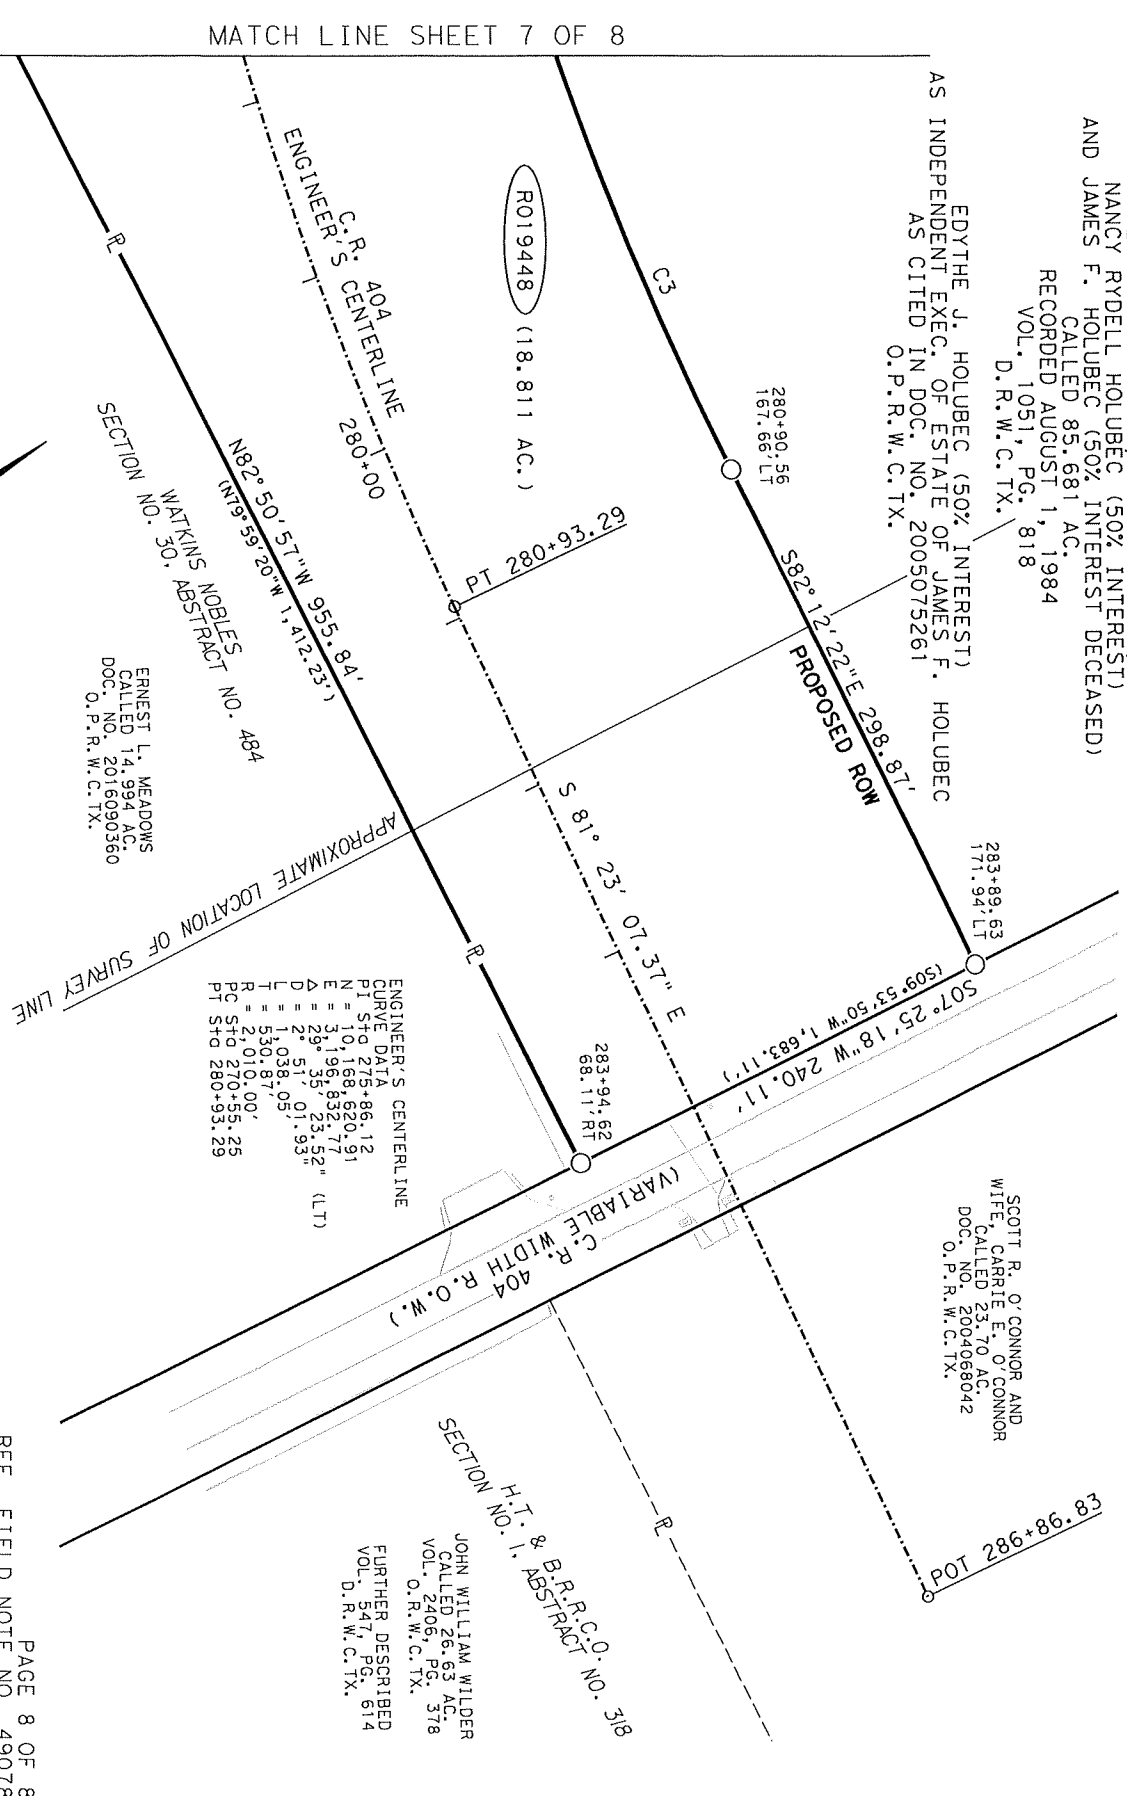 MATCH LINE SHEET 7 OF 8
NANCY RYDELL HOLUBEC (50% INTEREST)
AND JAMES F. HOLUBEC (50% INTEREST DECEASED)
CALLED 85.681 AC.
RECORDED AUGUST 1, 1984
VOL. 1051, PG. 818
D.R.W.C.TX.
EDYTHE J. HOLUBEC (50% INTEREST)
AS INDEPENDENT EXEC. OF ESTATE OF JAMES F. HOLUBEC
AS CITED IN DOC. NO. 2005075261
O.P.R.W.C.TX.
C3
280+90.56
167.66'LT
S82°12'22"E 298.87'
PROPOSED ROW
283+89.63
171.94'LT
R019448 (18.811 AC.)
C.R. 404
ENGINEER'S CENTERLINE
280+00
PT 280+93.29
S 81° 23' 07.37" E
S07°25'18"W 240.11'
(S09°53'50"W 1,683.11')
N82°50'57"W 955.84'
(N79°59'20"W 1,412.23')
PL
PL
WATKINS NOBLES
SECTION NO. 30, ABSTRACT NO. 484
ERNEST L. MEADOWS
CALLED 14.994 AC.
DOC. NO. 2016090360
O.P.R.W.C.TX.
APPROXIMATE LOCATION OF SURVEY LINE
283+94.62
68.11'RT
ENGINEER'S CENTERLINE
CURVE DATA
PI Sta 275+86.12
N = 10,168,620.91
E = 3,196,832.77
Δ = 29° 35' 23.52" (LT)
D = 2° 51' 01.93"
L = 1,038.05'
T = 530.87'
R = 2,010.00'
PC Sta 270+55.25
PT Sta 280+93.29
C.R. 404
(VARIABLE WIDTH R.O.W.)
SCOTT R. O'CONNOR AND
WIFE, CARRIE E. O'CONNOR
CALLED 23.70 AC.
DOC. NO. 2004068042
O.P.R.W.C.TX.
POT 286+86.83
PL
H.T. & B.R.R.CO.
SECTION NO. 1, ABSTRACT NO. 318
JOHN WILLIAM WILDER
CALLED 26.63 AC.
VOL. 2406, PG. 378
O.R.W.C.TX.
FURTHER DESCRIBED
VOL. 547, PG. 614
D.R.W.C.TX.
PAGE 8 OF 8
REF. FIELD NOTE NO. 49078